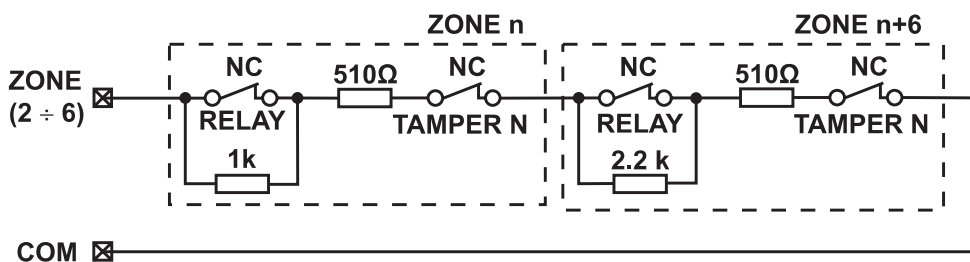 ZONE n
ZONE n+6
NC
510Ω
NC
NC
510Ω
NC
ZONE
(2 ÷ 6)
RELAY
TAMPER N
RELAY
TAMPER N
1k
2.2 k
COM